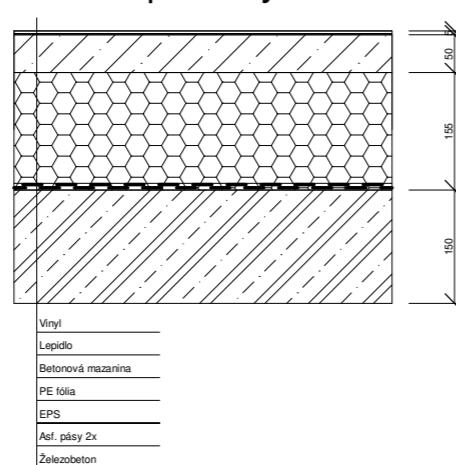 50
155
150
Vinyl
Lepidlo
Betonová mazanina
PE fólia
EPS
Asf. pásy 2x
Železobeton